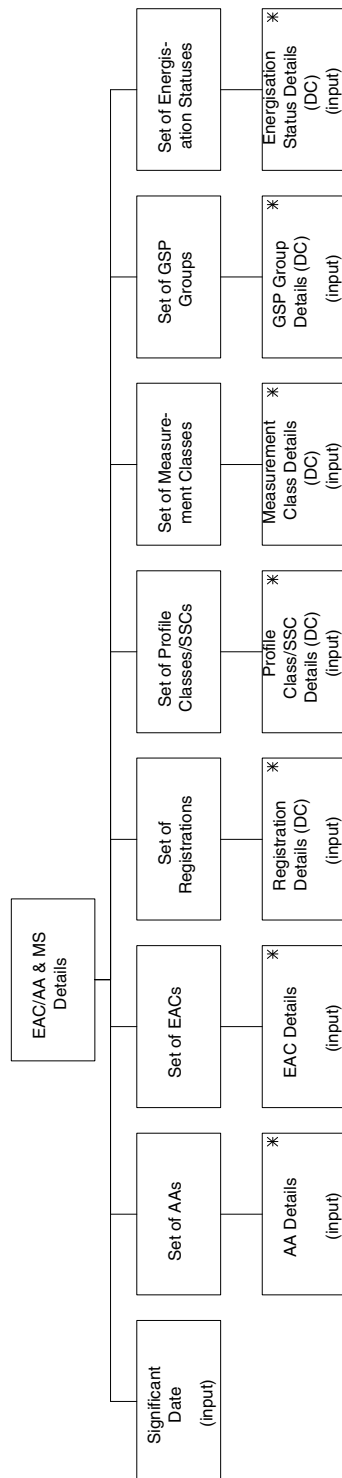 EAC/AA & MS
Details
Significant
Date
(input)
Set of AAs
Set of EACs
Set of
Registrations
Set of Profile
Classes/SSCs
Set of Measure-
ment Classes
Set of GSP
Groups
Set of Energis-
ation Statuses
AA Details
(input)
*
EAC Details
(input)
*
Registration
Details (DC)
(input)
*
Profile
Class/SSC
Details (DC)
(input)
*
Measurement
Class Details
(DC)
(input)
*
GSP Group
Details (DC)
(input)
*
Energisation
Status Details
(DC)
(input)
*